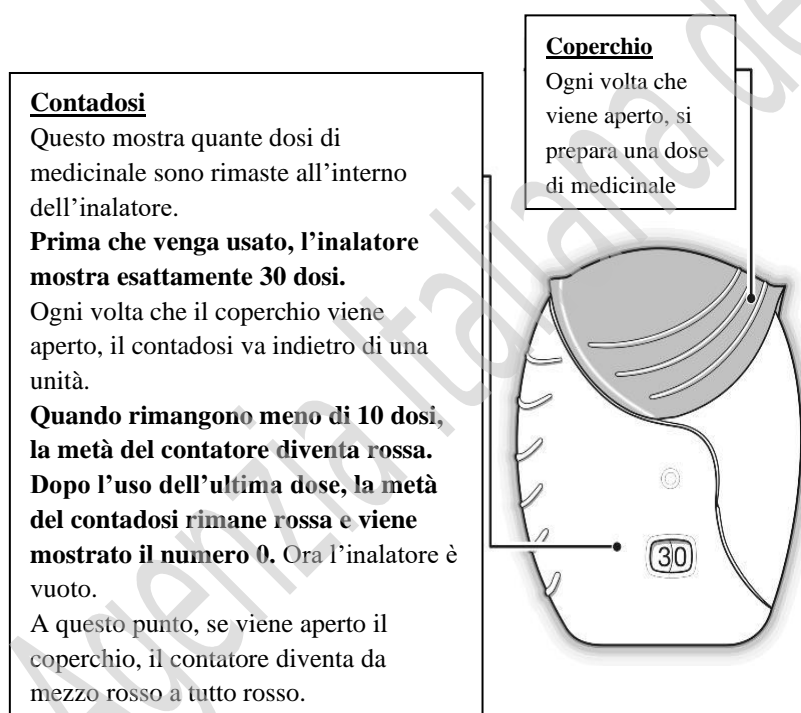 Coperchio
Ogni volta che
viene aperto, si
prepara una dose
di medicinale
Contadosi
Questo mostra quante dosi di
medicinale sono rimaste all’interno
dell’inalatore.
Prima che venga usato, l’inalatore
mostra esattamente 30 dosi.
Ogni volta che il coperchio viene
aperto, il contadosi va indietro di una
unità.
Quando rimangono meno di 10 dosi,
la metà del contatore diventa rossa.
Dopo l’uso dell’ultima dose, la metà
del contadosi rimane rossa e viene
mostrato il numero 0. Ora l’inalatore è
vuoto.
A questo punto, se viene aperto il
coperchio, il contatore diventa da
mezzo rosso a tutto rosso.
30
Agenzia Italiana de